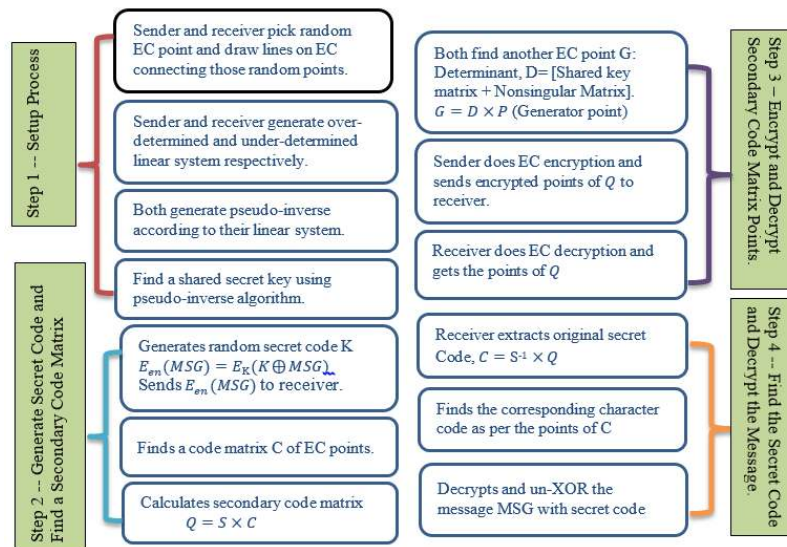 Step 1 -- Setup Process
Sender and receiver pick random
EC point and draw lines on EC
connecting those random points.
Sender and receiver generate over-
determined and under-determined
linear system respectively.
Both generate pseudo-inverse
according to their linear system.
Find a shared secret key using
pseudo-inverse algorithm.
Step 2 -- Generate Secret Code and
Find a Secondary Code Matrix
Generates random secret code K
E_en(MSG) = E_K(K ⊕ MSG)
Sends E_en(MSG) to receiver.
Finds a code matrix C of EC points.
Calculates secondary code matrix
Q = S × C
Step 3 – Encrypt and Decrypt
Secondary Code Matrix Points.
Both find another EC point G:
Determinant, D= [Shared key
matrix + Nonsingular Matrix].
G = D × P (Generator point)
Sender does EC encryption and
sends encrypted points of Q to
receiver.
Receiver does EC decryption and
gets the points of Q
Step 4 -- Find the Secret Code
and Decrypt the Message.
Receiver extracts original secret
Code, C = S⁻¹ × Q
Finds the corresponding character
code as per the points of C
Decrypts and un-XOR the
message MSG with secret code